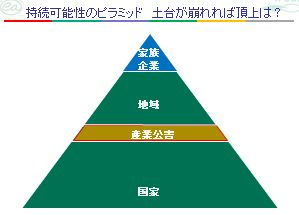 持続可能性のピラミッド 土台が崩れれば頂上は?
家族
企業
地域
産業公害
国家